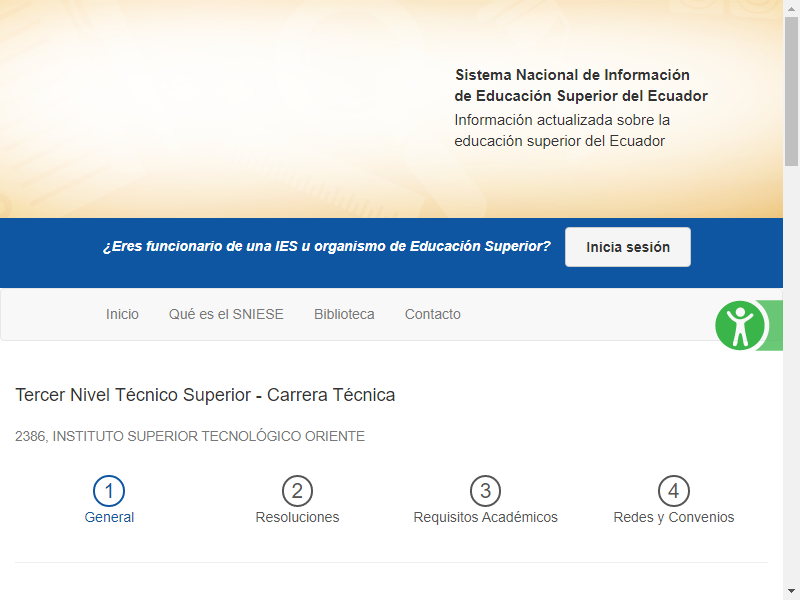 Sistema Nacional de Información
de Educación Superior del Ecuador
Información actualizada sobre la
educación superior del Ecuador
¿Eres funcionario de una IES u organismo de Educación Superior?
Inicia sesión
Inicio
Qué es el SNIESE
Biblioteca
Contacto
Tercer Nivel Técnico Superior - Carrera Técnica
2386, INSTITUTO SUPERIOR TECNOLÓGICO ORIENTE
1
General
2
Resoluciones
3
Requisitos Académicos
4
Redes y Convenios